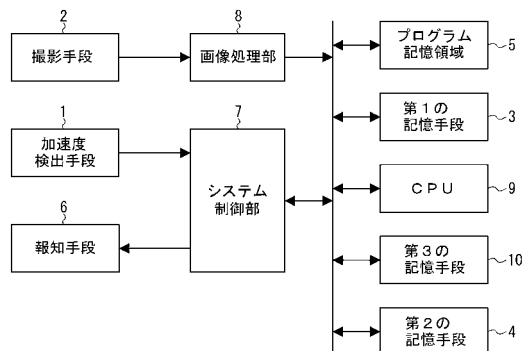 2
撮影手段
8
画像処理部
プログラム
記憶領域
5
1
加速度
検出手段
7
システム
制御部
第1の
記憶手段
3
CPU
9
6
報知手段
第3の
記憶手段
10
第2の
記憶手段
4